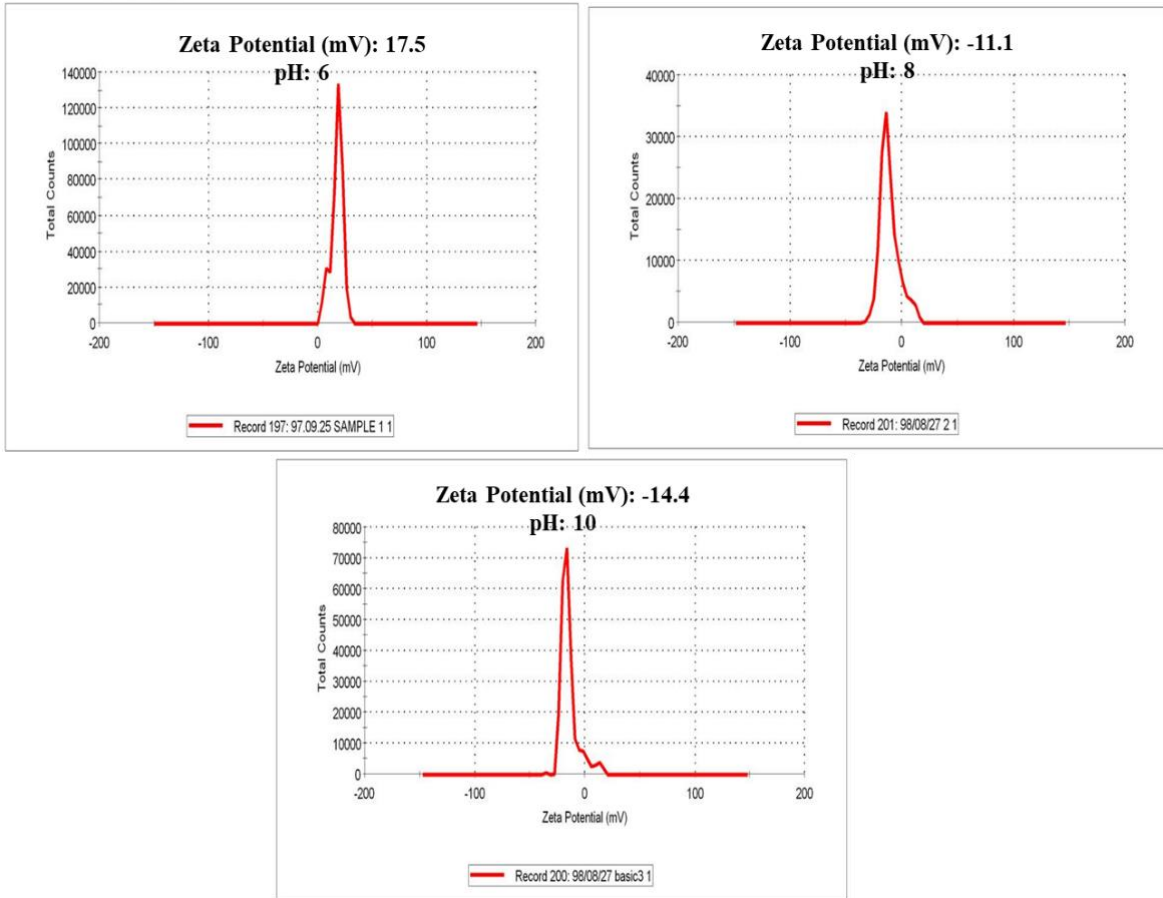 Zeta Potential (mV): 17.5
pH: 6
140000
120000
100000
80000
60000
40000
20000
0
Total Counts
-200
-100
0
100
200
Zeta Potential (mV)
Record 197: 97.09.25 SAMPLE 1 1
Zeta Potential (mV): -11.1
pH: 8
40000
30000
20000
10000
0
Total Counts
-200
-100
0
100
200
Zeta Potential (mV)
Record 201: 98/08/27 2 1
Zeta Potential (mV): -14.4
pH: 10
80000
70000
60000
50000
40000
30000
20000
10000
0
Total Counts
-200
-100
0
100
200
Zeta Potential (mV)
Record 200: 98/08/27 basic3 1